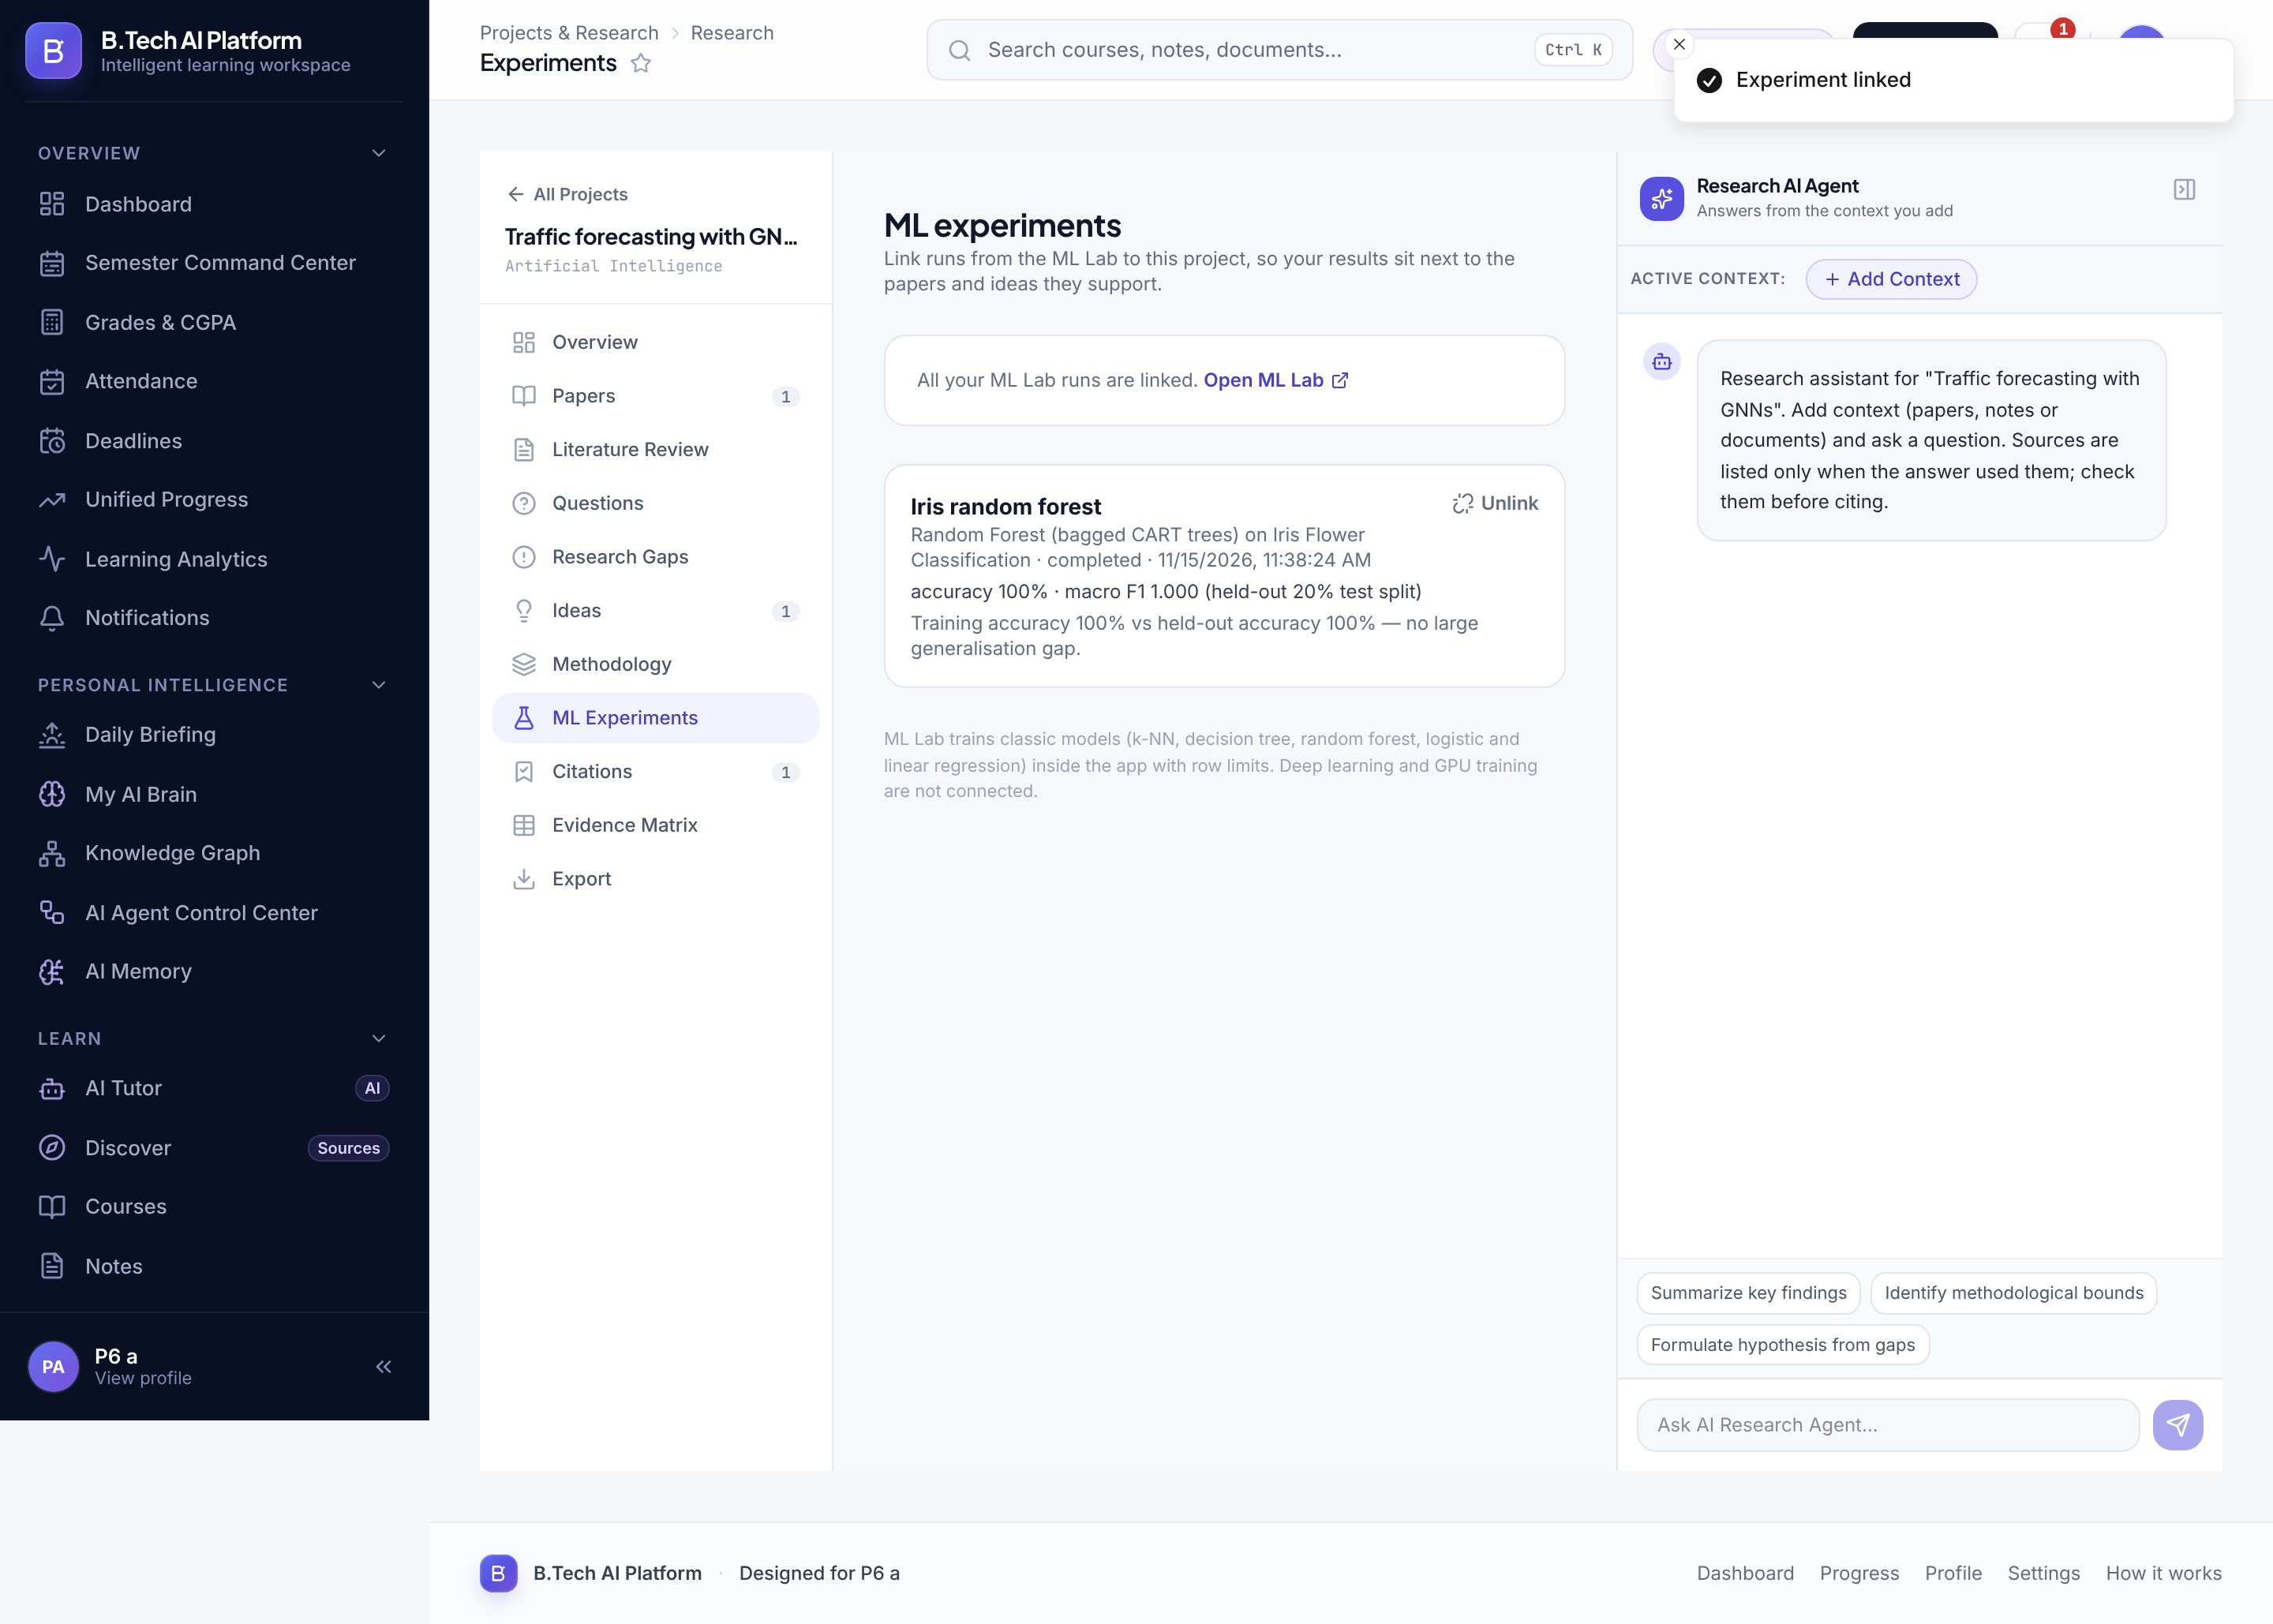 B.Tech AI Platform
Intelligent learning workspace
OVERVIEW
Dashboard
Semester Command Center
Grades & CGPA
Attendance
Deadlines
Unified Progress
Learning Analytics
Notifications
PERSONAL INTELLIGENCE
Daily Briefing
My AI Brain
Knowledge Graph
AI Agent Control Center
AI Memory
LEARN
AI Tutor AI
Discover Sources
Courses
Notes
PA
P6 a
View profile
Projects & Research > Research
Experiments
Search courses, notes, documents...
Ctrl K
1
Experiment linked
All Projects
Traffic forecasting with GN...
Artificial Intelligence
Overview
Papers 1
Literature Review
Questions
Research Gaps
Ideas 1
Methodology
ML Experiments
Citations 1
Evidence Matrix
Export
ML experiments
Link runs from the ML Lab to this project, so your results sit next to the
papers and ideas they support.
All your ML Lab runs are linked. Open ML Lab
Iris random forest
Unlink
Random Forest (bagged CART trees) on Iris Flower
Classification · completed · 11/15/2026, 11:38:24 AM
accuracy 100% · macro F1 1.000 (held-out 20% test split)
Training accuracy 100% vs held-out accuracy 100% — no large
generalisation gap.
ML Lab trains classic models (k-NN, decision tree, random forest, logistic and
linear regression) inside the app with row limits. Deep learning and GPU training
are not connected.
Research AI Agent
Answers from the context you add
ACTIVE CONTEXT:
+ Add Context
Research assistant for "Traffic forecasting with
GNNs". Add context (papers, notes or
documents) and ask a question. Sources are
listed only when the answer used them; check
them before citing.
Summarize key findings
Identify methodological bounds
Formulate hypothesis from gaps
Ask AI Research Agent...
B.Tech AI Platform · Designed for P6 a
Dashboard
Progress
Profile
Settings
How it works